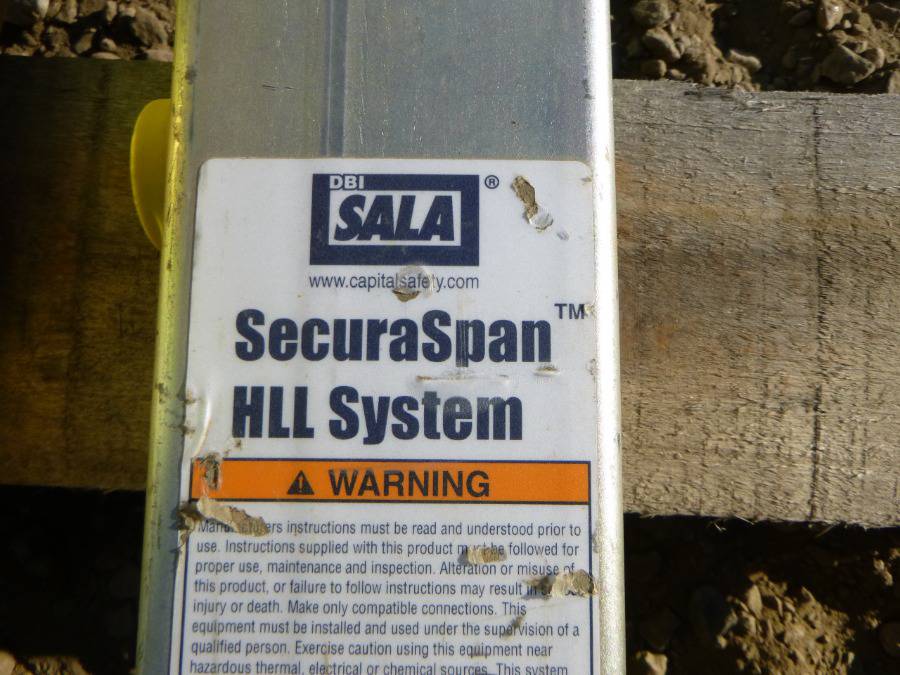 DBI
SALA ®
www.capitalsafety.com
SecuraSpan™
HLL System
WARNING
instructions must be read and understood prior to
use. Instructions supplied with this product must be followed for
proper use, maintenance and inspection. Alteration or misuse of
this product, or failure to follow instructions may result in
injury or death. Make only compatible connections. This
equipment must be installed and used under the supervision of a
qualified person. Exercise caution using this equipment near
hazardous thermal, electrical or chemical sources. This system